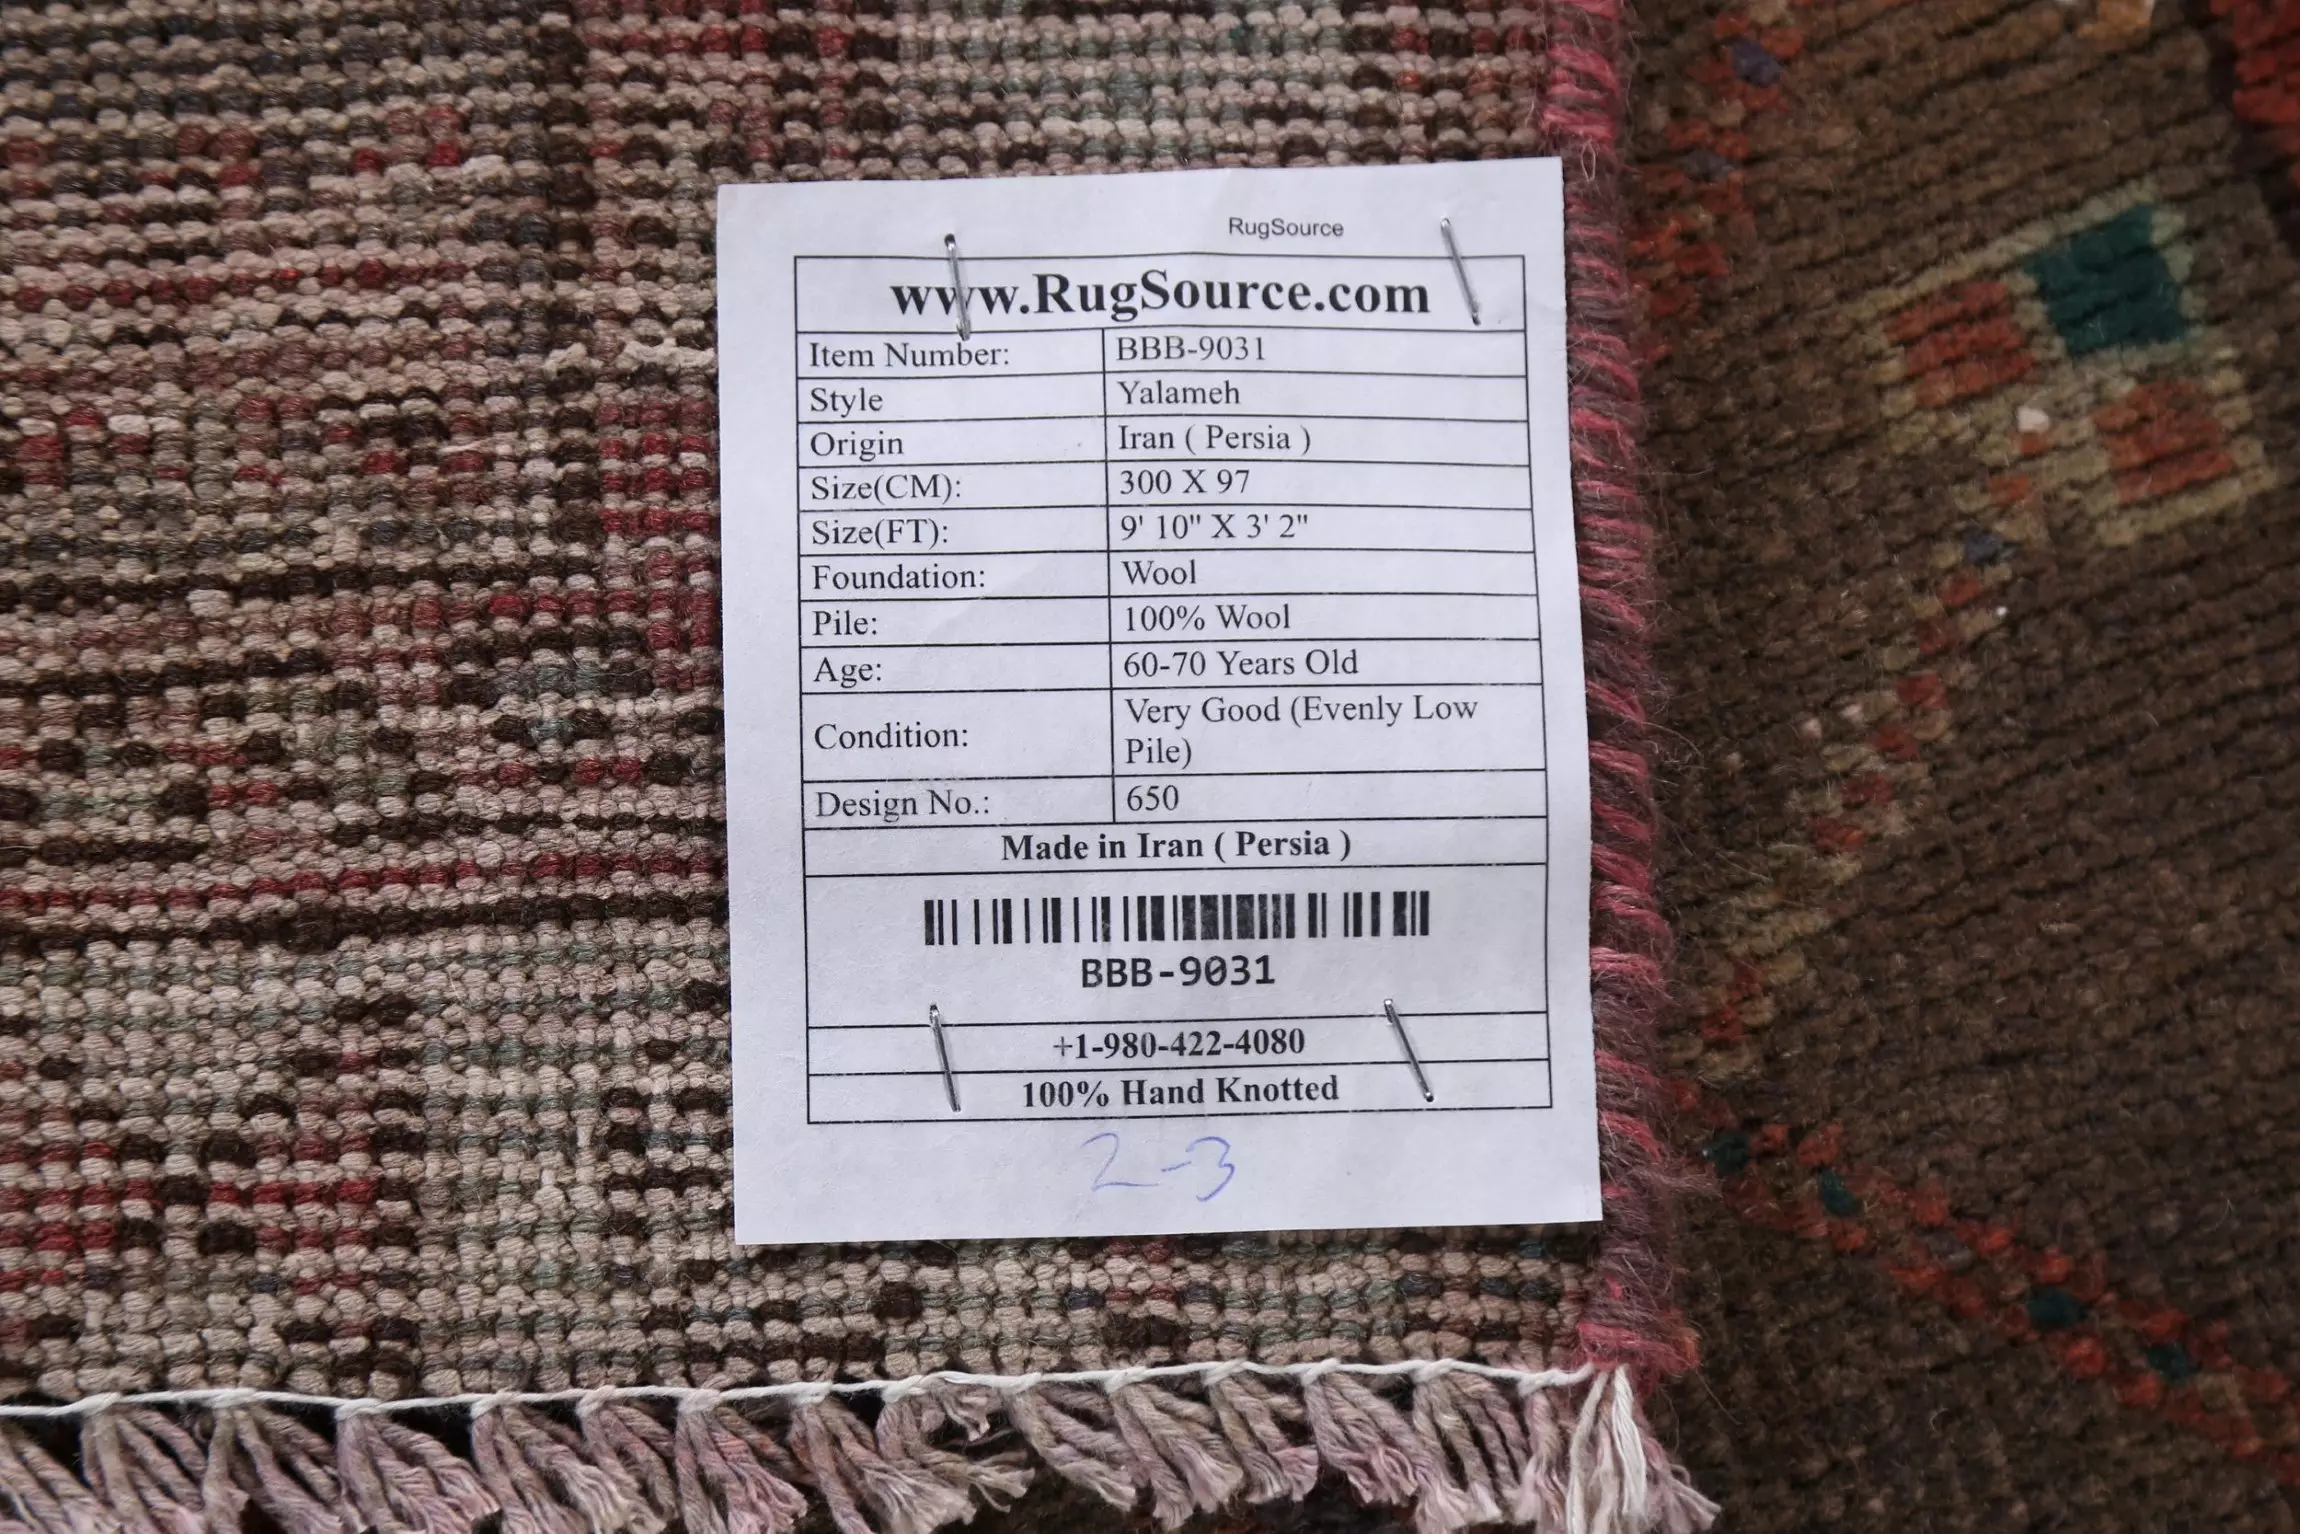 RugSource
www.RugSource.com
Item Number: BBB-9031
Style Yalameh
Origin Iran ( Persia )
Size(CM): 300 X 97
Size(FT): 9' 10" X 3' 2"
Foundation: Wool
Pile: 100% Wool
Age: 60-70 Years Old
Condition: Very Good (Evenly Low
Pile)
Design No.: 650
Made in Iran ( Persia )
BBB-9031
+1-980-422-4080
100% Hand Knotted
2-3